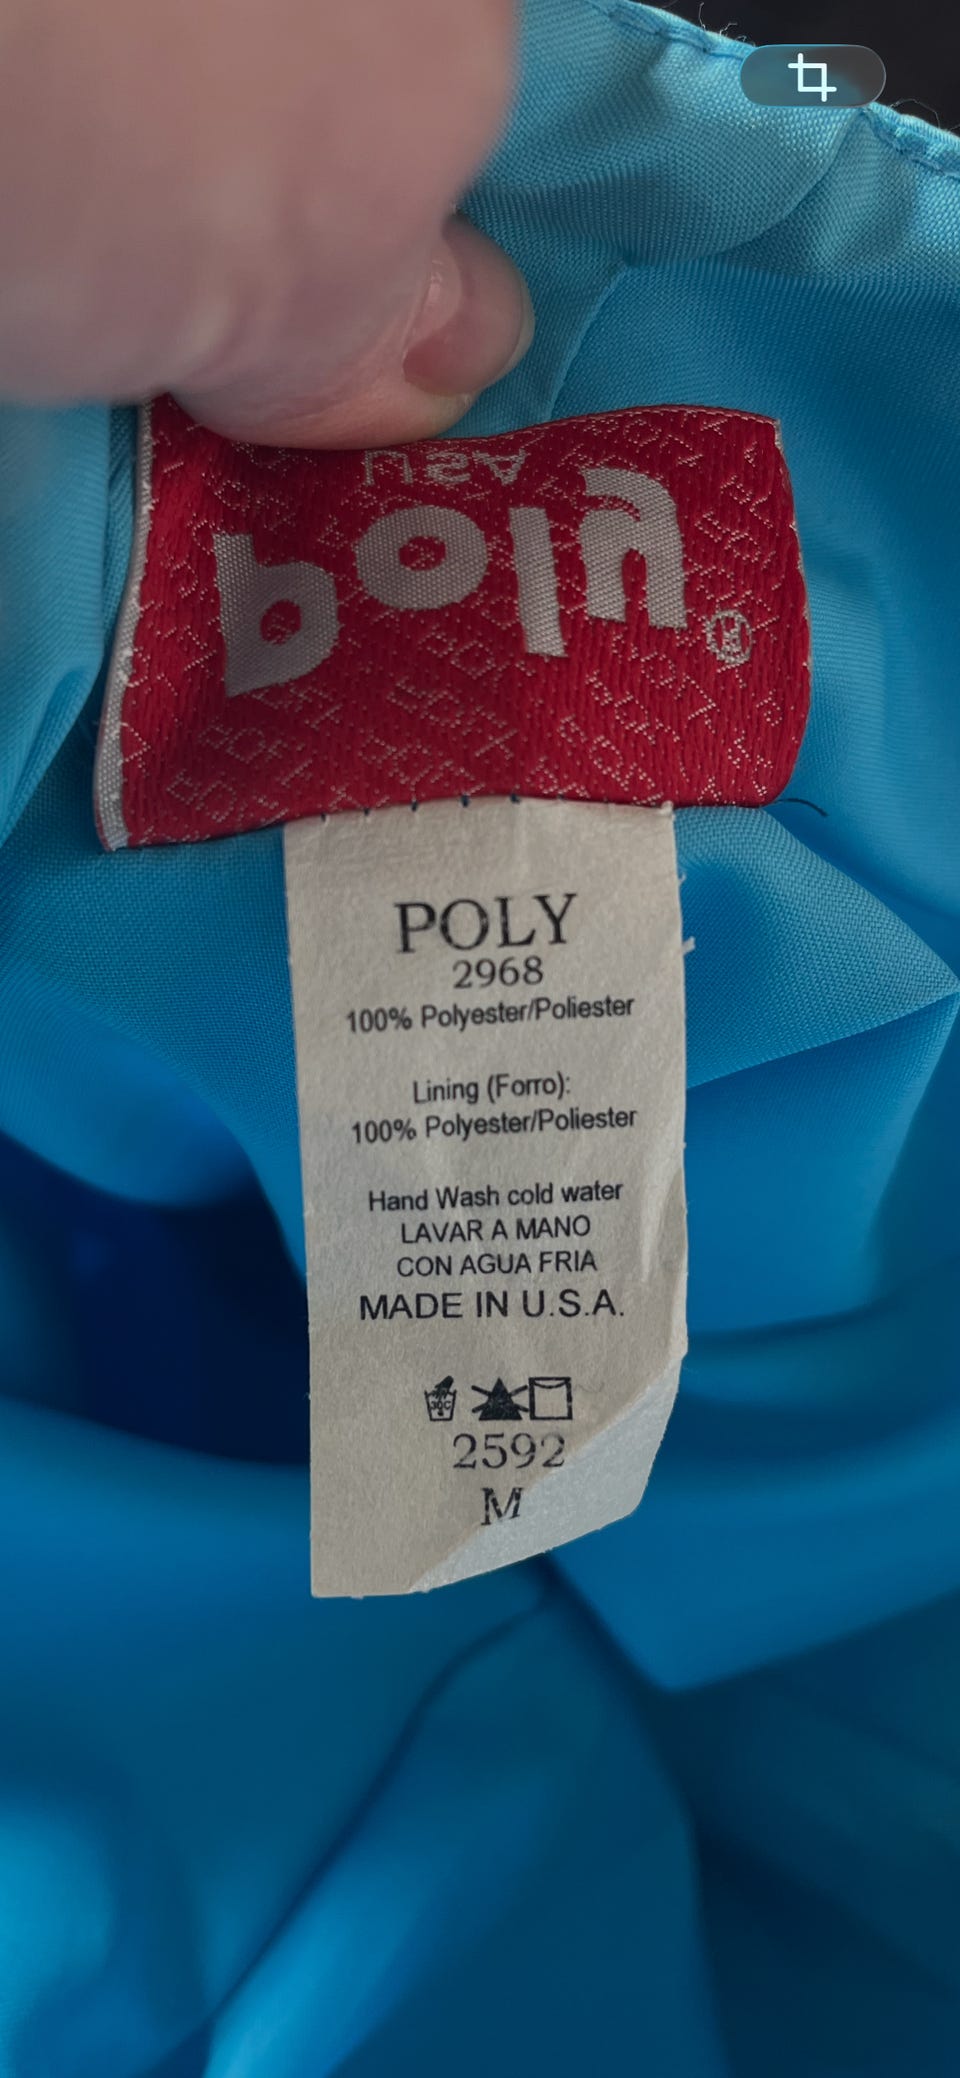 poly®
USA
POLY
2968
100% Polyester/Poliester
Lining (Forro):
100% Polyester/Poliester
Hand Wash cold water
LAVAR A MANO
CON AGUA FRIA
MADE IN U.S.A.
30C
2592
M